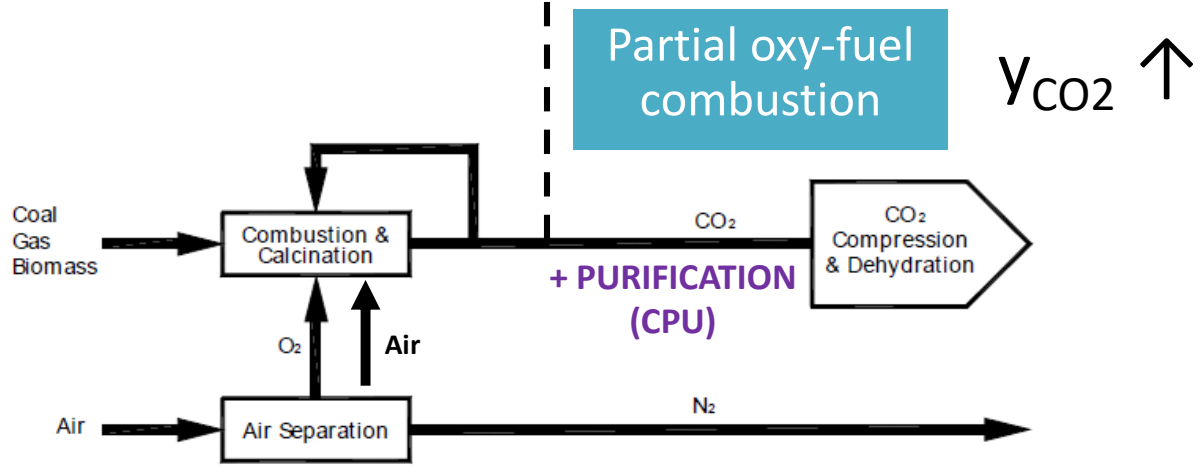 Partial oxy-fuel
combustion
yCO2 ↑
Coal
Gas
Biomass
Combustion &
Calcination
CO₂
CO₂
Compression
& Dehydration
+ PURIFICATION
(CPU)
O₂
Air
Air
Air Separation
N₂